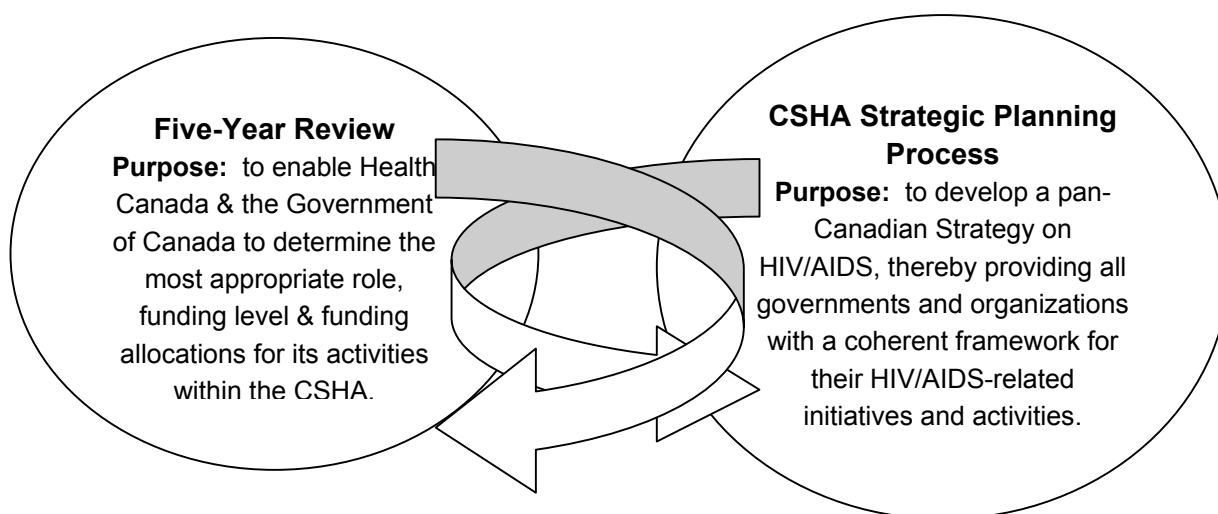 Five-Year Review
Purpose: to enable Health
Canada & the Government
of Canada to determine the
most appropriate role,
funding level & funding
allocations for its activities
within the CSHA.
CSHA Strategic Planning
Process
Purpose: to develop a pan-
Canadian Strategy on
HIV/AIDS, thereby providing all
governments and organizations
with a coherent framework for
their HIV/AIDS-related
initiatives and activities.